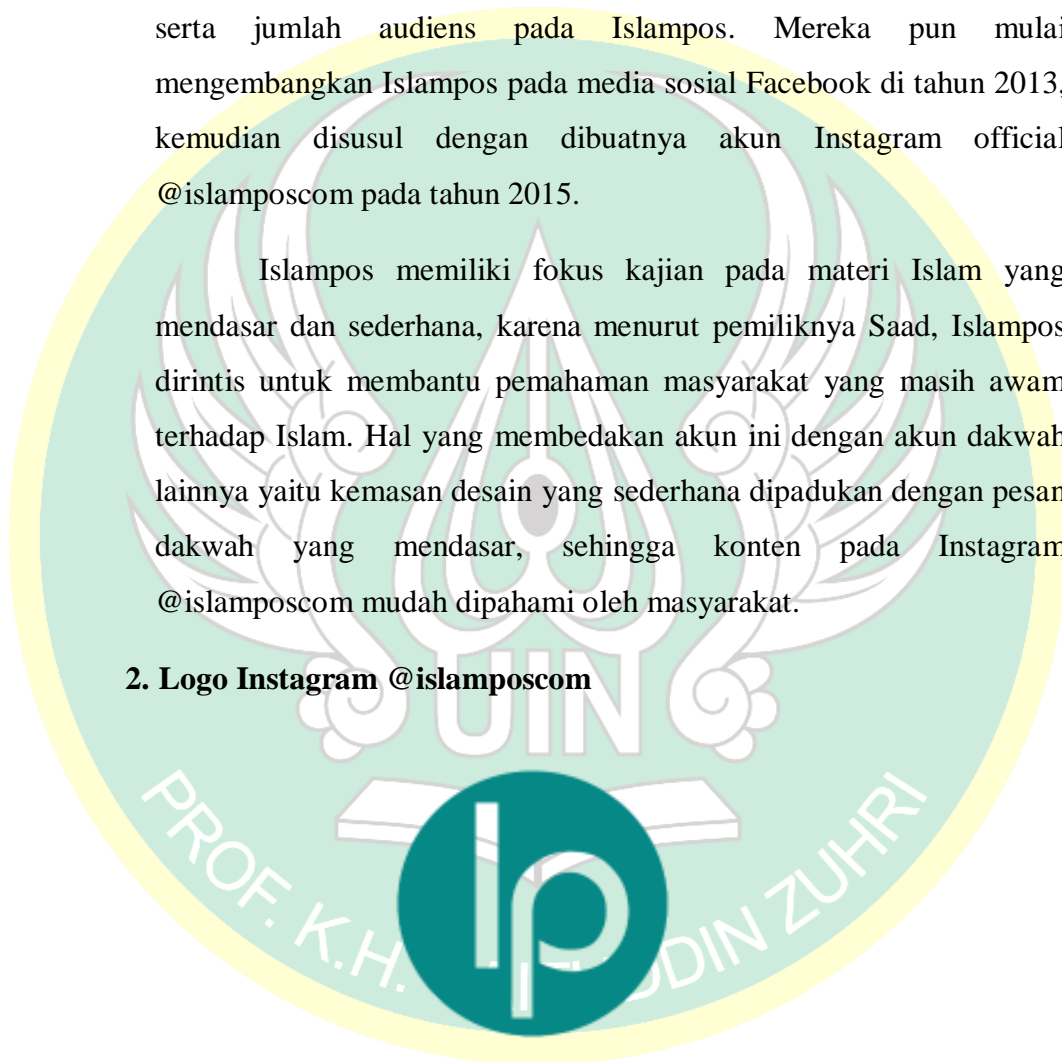 serta jumlah audiens pada Islampos. Mereka pun mulai
mengembangkan Islampos pada media sosial Facebook di tahun 2013,
kemudian disusul dengan dibuatnya akun Instagram official
@islamposcom pada tahun 2015.
Islampos memiliki fokus kajian pada materi Islam yang
mendasar dan sederhana, karena menurut pemiliknya Saad, Islampos
dirintis untuk membantu pemahaman masyarakat yang masih awam
terhadap Islam. Hal yang membedakan akun ini dengan akun dakwah
lainnya yaitu kemasan desain yang sederhana dipadukan dengan pesan
dakwah yang mendasar, sehingga konten pada Instagram
@islamposcom mudah dipahami oleh masyarakat.
2. Logo Instagram @islamposcom
UIN
Ip
PROF. K.H. ZUHRI